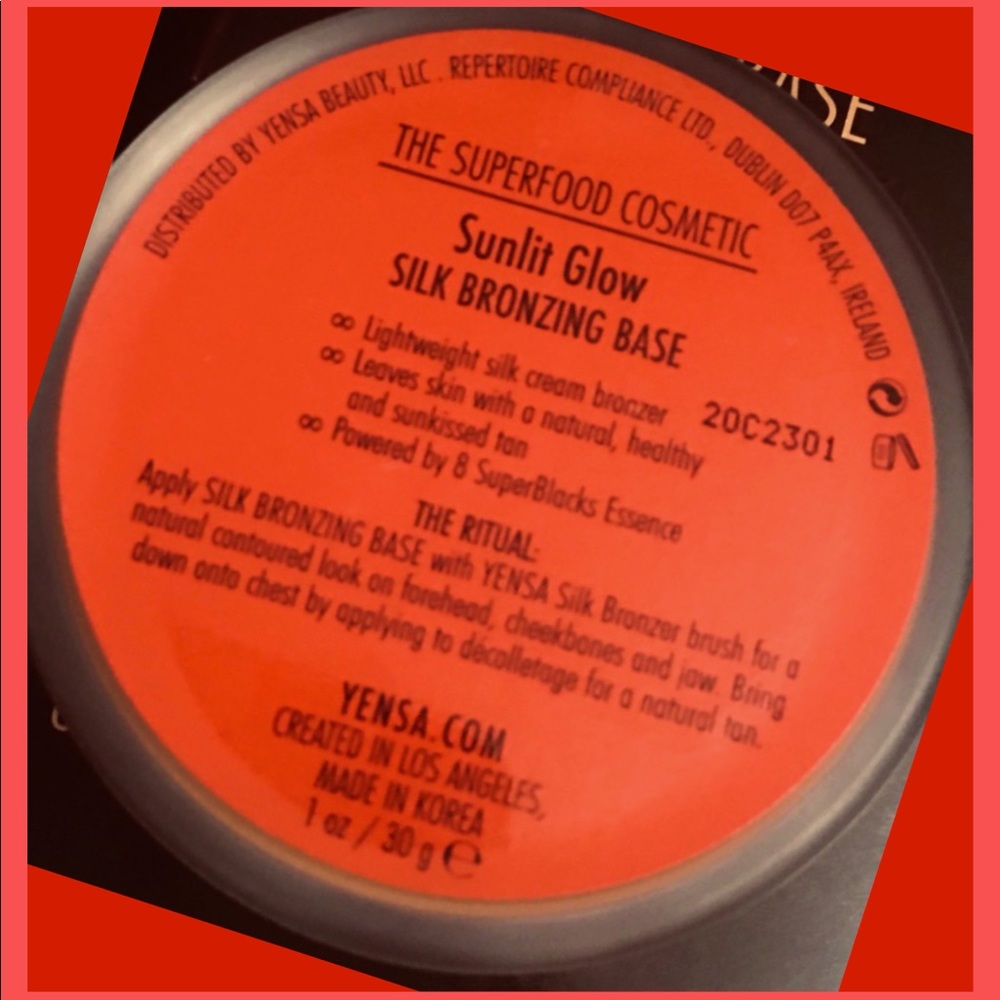 DISTRIBUTED BY YENSA BEAUTY, LLC . REPERTOIRE COMPLIANCE LTD., DUBLIN D07 P4AX, IRELAND
THE SUPERFOOD COSMETIC
Sunlit Glow
SILK BRONZING BASE
∞ Lightweight silk cream bronzer
∞ Leaves skin with a natural, healthy
and sunkissed tan
∞ Powered by 8 SuperBlacks Essence
20C2301
THE RITUAL:
Apply SILK BRONZING BASE with YENSA Silk Bronzer brush for a
natural contoured look on forehead, cheekbones and jaw. Bring
down onto chest by applying to décolletage for a natural tan.
YENSA.COM
CREATED IN LOS ANGELES,
MADE IN KOREA
1 oz / 30 g ℮